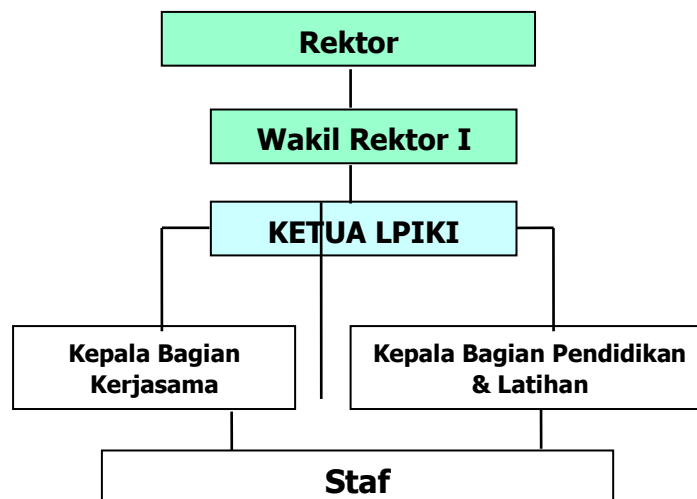 Rektor
Wakil Rektor I
KETUA LPIKI
Kepala Bagian
Kerjasama
Kepala Bagian Pendidikan
& Latihan
Staf